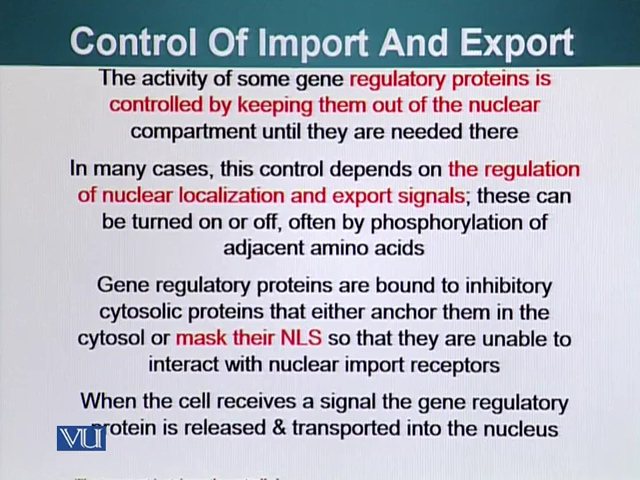 Control Of Import And Export
The activity of some gene regulatory proteins is
controlled by keeping them out of the nuclear
compartment until they are needed there
In many cases, this control depends on the regulation
of nuclear localization and export signals; these can
be turned on or off, often by phosphorylation of
adjacent amino acids
Gene regulatory proteins are bound to inhibitory
cytosolic proteins that either anchor them in the
cytosol or mask their NLS so that they are unable to
interact with nuclear import receptors
When the cell receives a signal the gene regulatory
VU rotein is released & transported into the nucleus